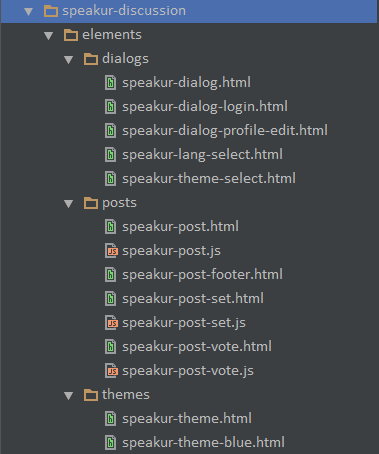 speakur-discussion
elements
dialogs
speakur-dialog.html
speakur-dialog-login.html
speakur-dialog-profile-edit.html
speakur-lang-select.html
speakur-theme-select.html
posts
speakur-post.html
speakur-post.js
speakur-post-footer.html
speakur-post-set.html
speakur-post-set.js
speakur-post-vote.html
speakur-post-vote.js
themes
speakur-theme.html
speakur-theme-blue.html